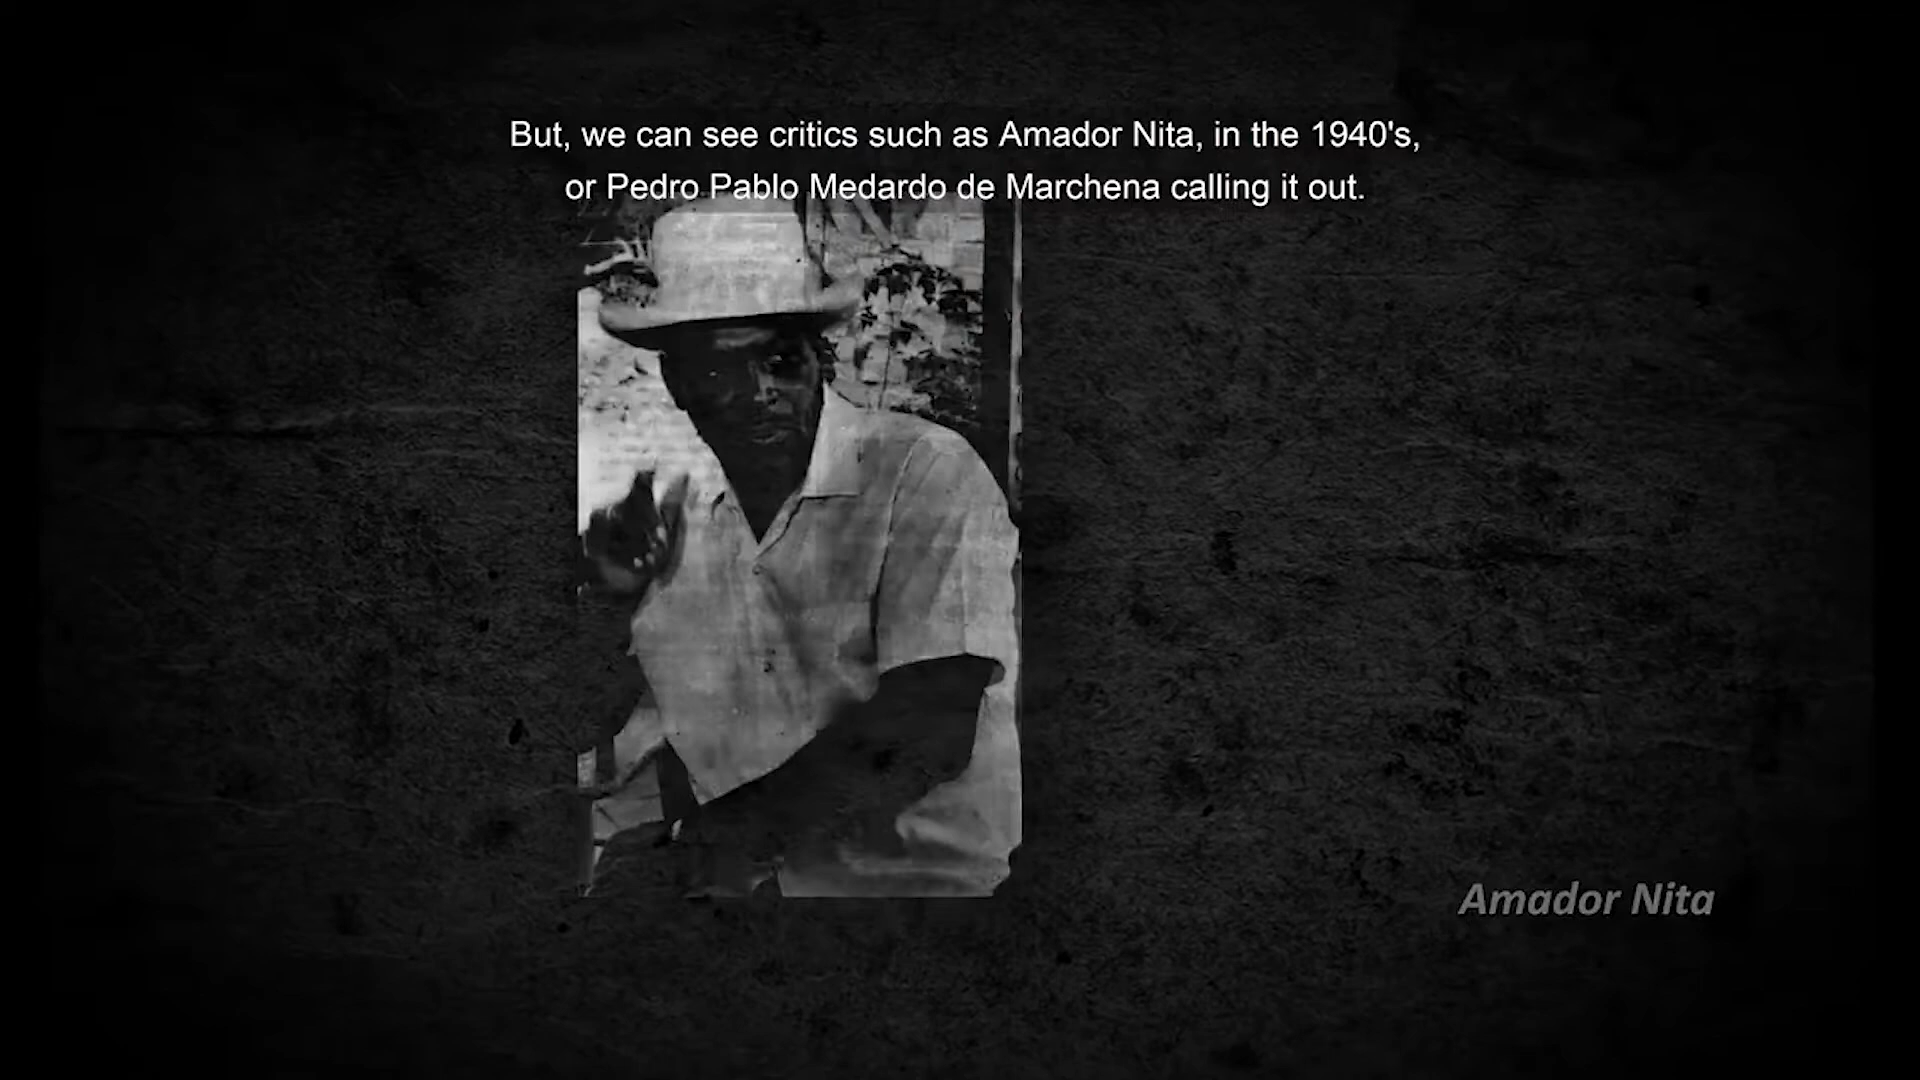 But, we can see critics such as Amador Nita, in the 1940's,
or Pedro Pablo Medardo de Marchena calling it out.
Amador Nita